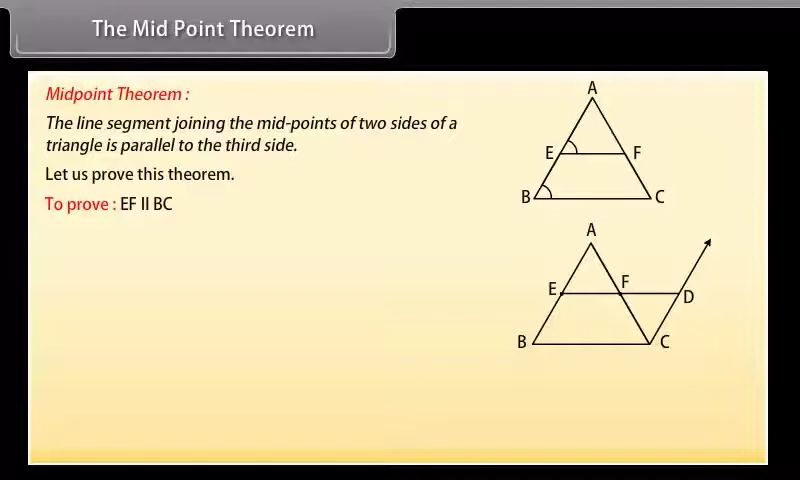 The Mid Point Theorem
Midpoint Theorem :
The line segment joining the mid-points of two sides of a
triangle is parallel to the third side.
Let us prove this theorem.
To prove : EF II BC
A
E
F
B
C
A
E
F
D
B
C